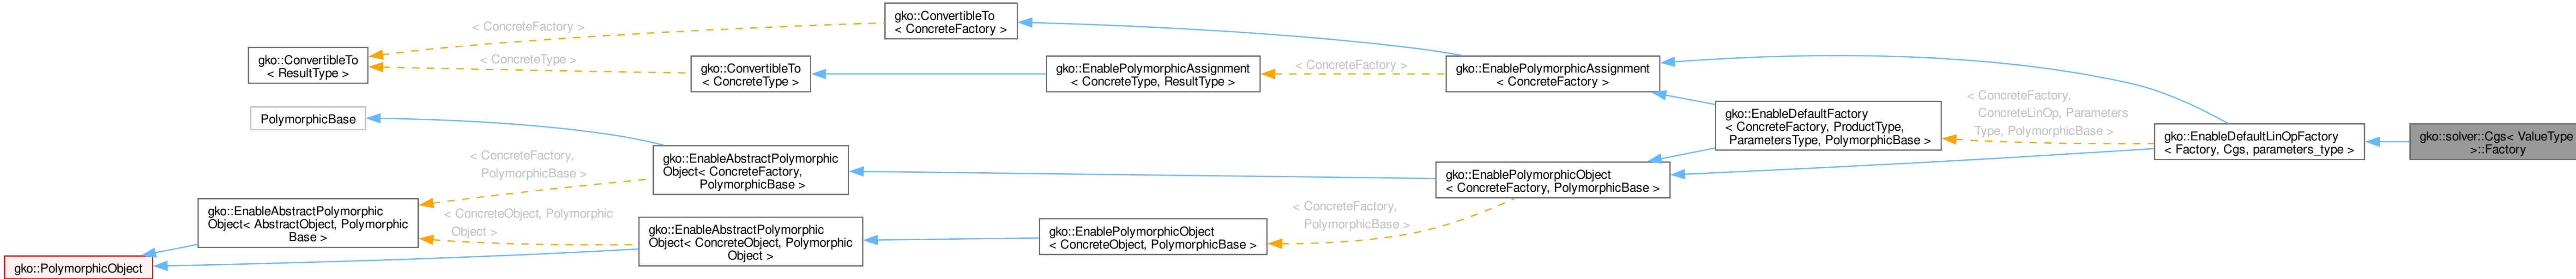 gko::ConvertibleTo
< ConcreteFactory >
< ConcreteFactory >
gko::ConvertibleTo
< ResultType >
< ConcreteType >
gko::ConvertibleTo
< ConcreteType >
gko::EnablePolymorphicAssignment
< ConcreteType, ResultType >
< ConcreteFactory >
gko::EnablePolymorphicAssignment
< ConcreteFactory >
PolymorphicBase
gko::EnableDefaultFactory
< ConcreteFactory, ProductType,
ParametersType, PolymorphicBase >
< ConcreteFactory,
ConcreteLinOp, Parameters
Type, PolymorphicBase >
gko::EnableDefaultLinOpFactory
< Factory, Cgs, parameters_type >
gko::solver::Cgs< ValueType
>::Factory
< ConcreteFactory,
PolymorphicBase >
gko::EnableAbstractPolymorphic
Object< ConcreteFactory,
PolymorphicBase >
gko::EnablePolymorphicObject
< ConcreteFactory, PolymorphicBase >
gko::EnableAbstractPolymorphic
Object< AbstractObject, Polymorphic
Base >
< ConcreteObject, Polymorphic
Object >
gko::EnableAbstractPolymorphic
Object< ConcreteObject, Polymorphic
Object >
gko::EnablePolymorphicObject
< ConcreteObject, PolymorphicBase >
< ConcreteFactory,
PolymorphicBase >
gko::PolymorphicObject